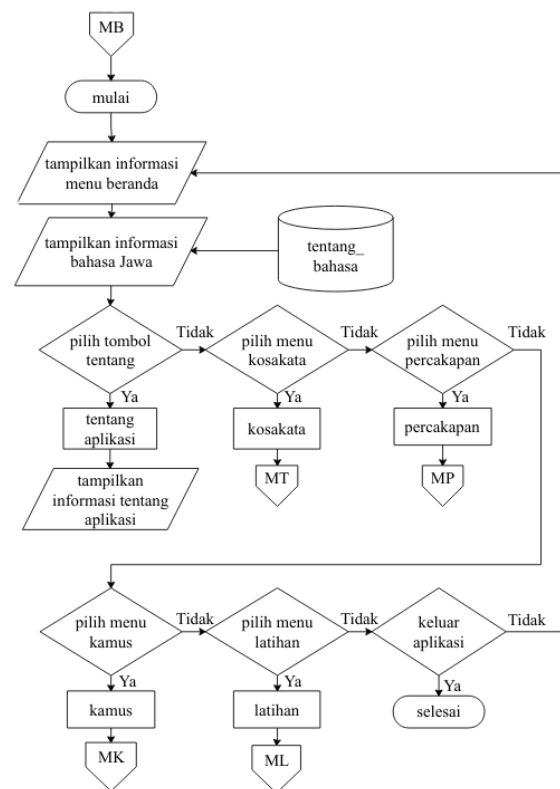 MB
mulai
tampilkan informasi
menu beranda
tampilkan informasi
bahasa Jawa
tentang_
bahasa
pilih tombol
tentang
Tidak
pilih menu
kosakata
Tidak
pilih menu
percakapan
Tidak
Ya
Ya
Ya
tentang
aplikasi
kosakata
percakapan
tampilkan
informasi tentang
aplikasi
MT
MP
pilih menu
kamus
Tidak
pilih menu
latihan
Tidak
keluar
aplikasi
Tidak
Ya
Ya
Ya
kamus
latihan
selesai
MK
ML